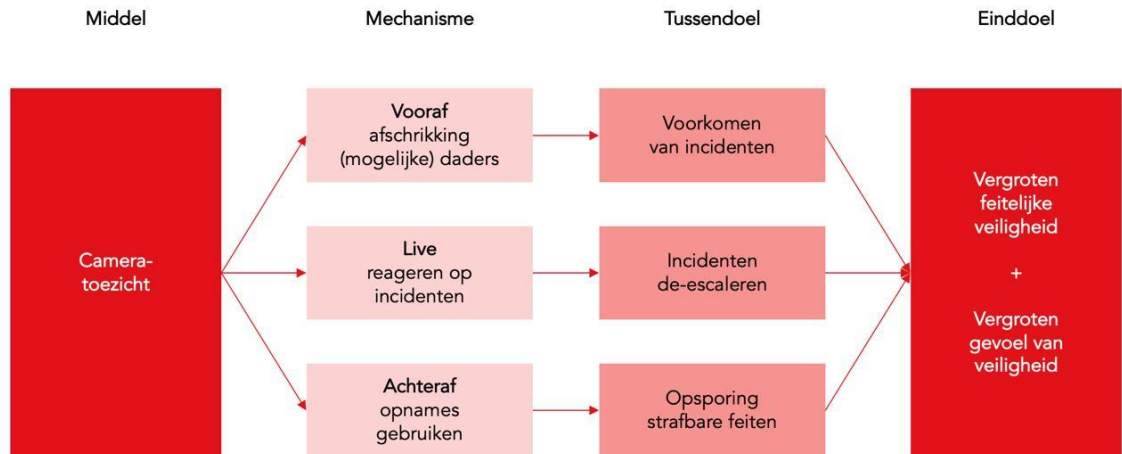 Middel
Mechanisme
Tussendoel
Einddoel
Camera-
toezicht
Vooraf
afschrikking
(mogelijke) daders
Voorkomen
van incidenten
Live
reageren op
incidenten
Incidenten
de-escaleren
Achteraf
opnames
gebruiken
Opsporing
strafbare feiten
Vergroten
feitelijke
veiligheid
+
Vergroten
gevoel van
veiligheid